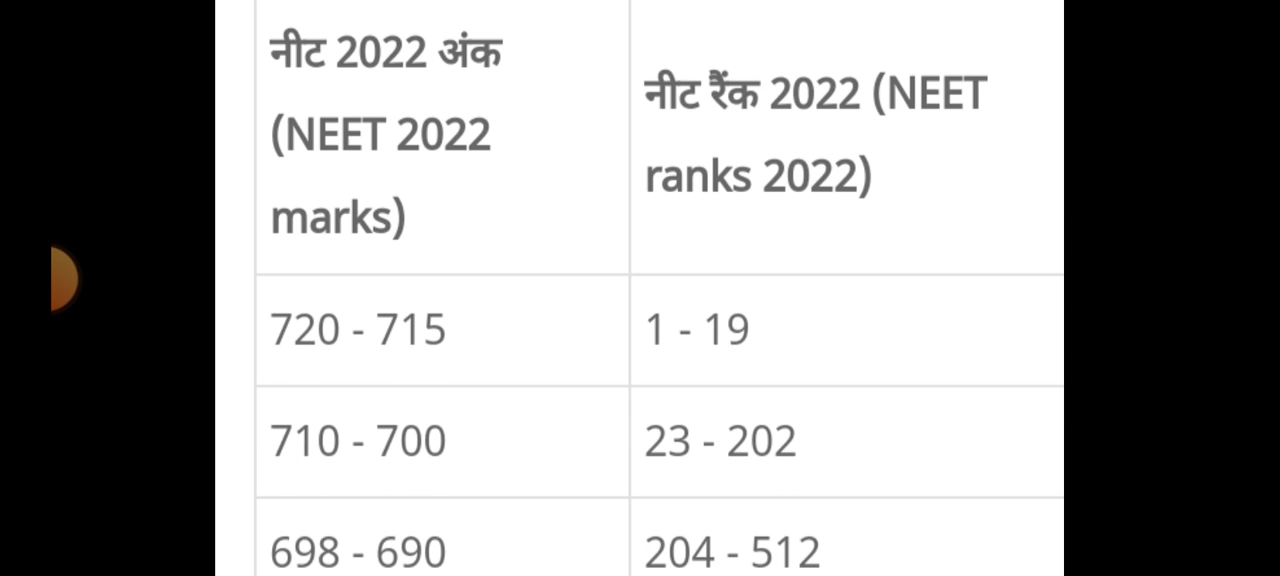 नीट 2022 अंक
(NEET 2022
marks)
नीट रैंक 2022 (NEET
ranks 2022)
720 - 715
1 - 19
710 - 700
23 - 202
698 - 690
204 - 512